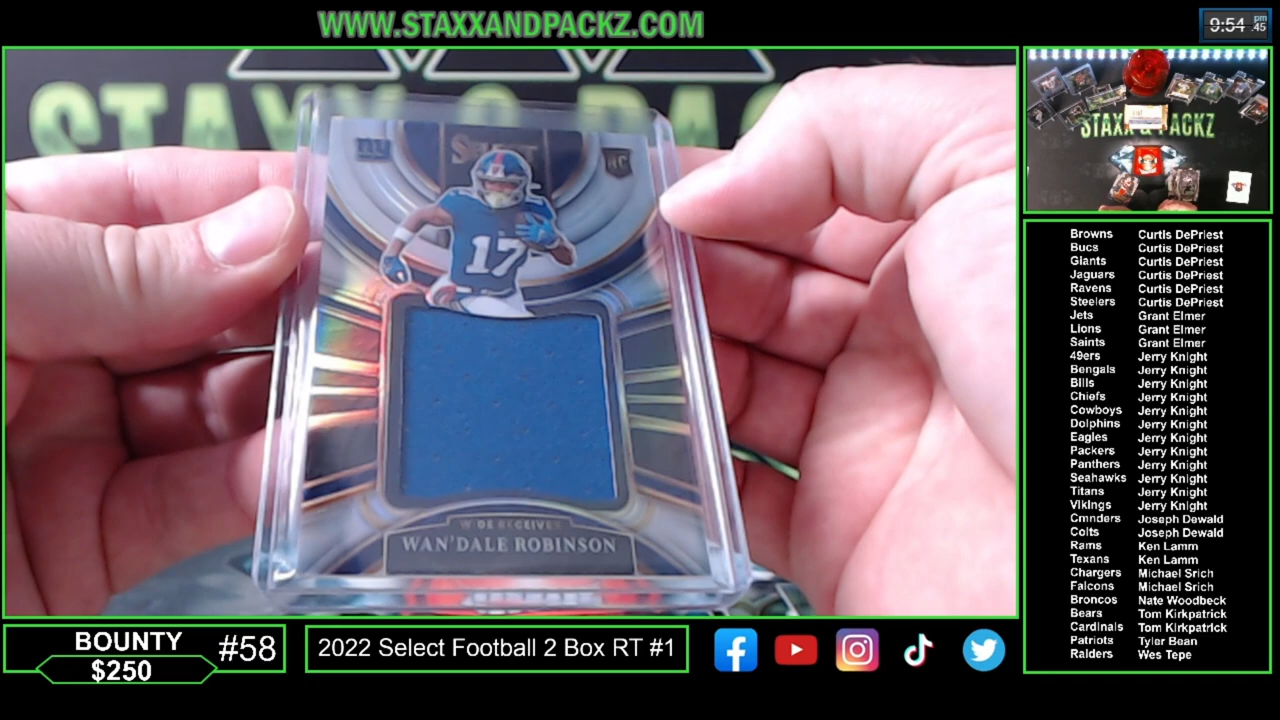 WWW.STAXXANDPACKZ.COM
9:54 pm .45
STAXX & PACKZ
ny
SELECT
RC
17
WIDE RECEIVER
WAN'DALE ROBINSON
STAXX & PACKZ
Browns Curtis DePriest
Bucs Curtis DePriest
Giants Curtis DePriest
Jaguars Curtis DePriest
Ravens Curtis DePriest
Steelers Curtis DePriest
Jets Grant Elmer
Lions Grant Elmer
Saints Grant Elmer
49ers Jerry Knight
Bengals Jerry Knight
Bills Jerry Knight
Chiefs Jerry Knight
Cowboys Jerry Knight
Dolphins Jerry Knight
Eagles Jerry Knight
Packers Jerry Knight
Panthers Jerry Knight
Seahawks Jerry Knight
Titans Jerry Knight
Vikings Jerry Knight
Cmnders Joseph Dewald
Colts Joseph Dewald
Rams Ken Lamm
Texans Ken Lamm
Chargers Michael Srich
Falcons Michael Srich
Broncos Nate Woodbeck
Bears Tom Kirkpatrick
Cardinals Tom Kirkpatrick
Patriots Tyler Bean
Raiders Wes Tepe
BOUNTY #58
$250
2022 Select Football 2 Box RT #1